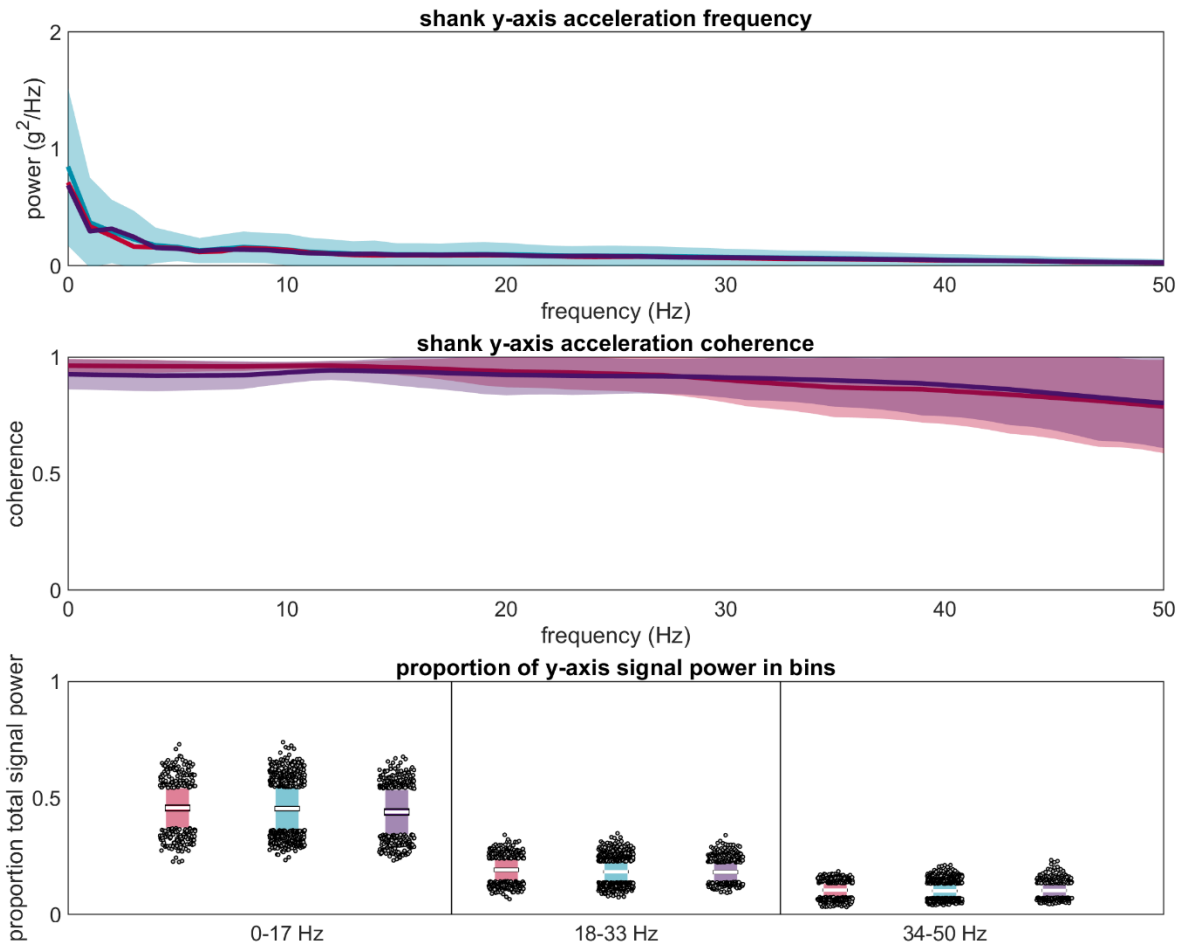 shank y-axis acceleration frequency
2
1
0
power (g²/Hz)
0 10 20 30 40 50
frequency (Hz)
shank y-axis acceleration coherence
1
0.5
0
coherence
0 10 20 30 40 50
frequency (Hz)
proportion of y-axis signal power in bins
1
0.5
0
proportion total signal power
0-17 Hz 18-33 Hz 34-50 Hz